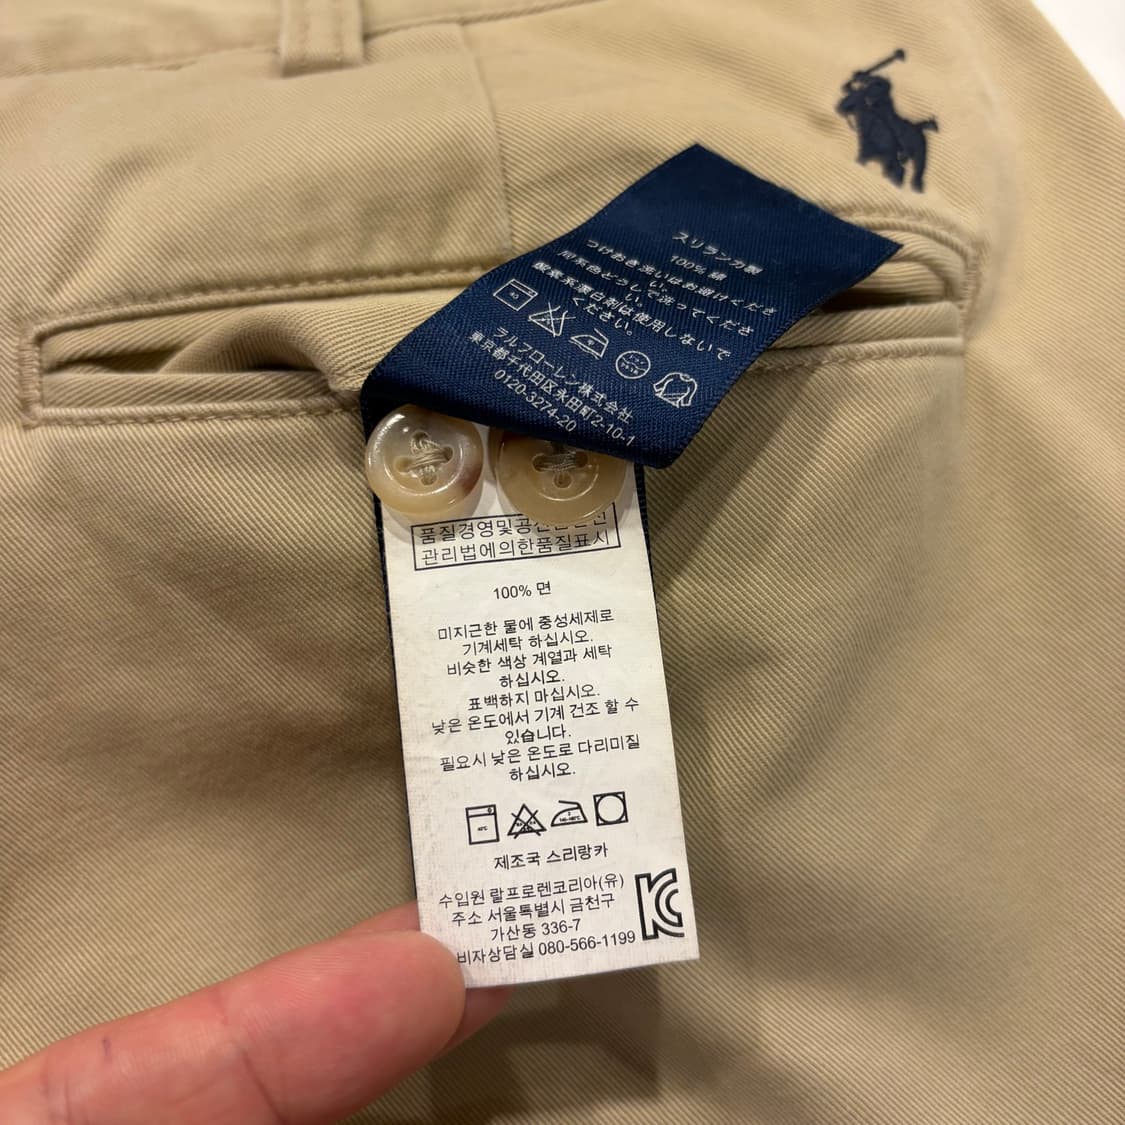 スリランカ製
100% 綿
つけおき洗いはお避けくださ
い。
同系色どうしで洗ってくださ
い。
酸素系漂白剤は使用しないで
ください。
ラルフローレン株式会社
東京都千代田区永田町2-10-1
0120-3274-20
품질경영및공
관리법에의한품질표시
100% 면
미지근한 물에 중성세제로
기계세탁 하십시오.
비슷한 색상 계열과 세탁
하십시오.
표백하지 마십시오.
낮은 온도에서 기계 건조 할 수
있습니다.
필요시 낮은 온도로 다리미질
하십시오.
제조국 스리랑카
수입원 랄프로렌코리아(유)
주소 서울특별시 금천구
가산동 336-7
비자상담실 080-566-1199